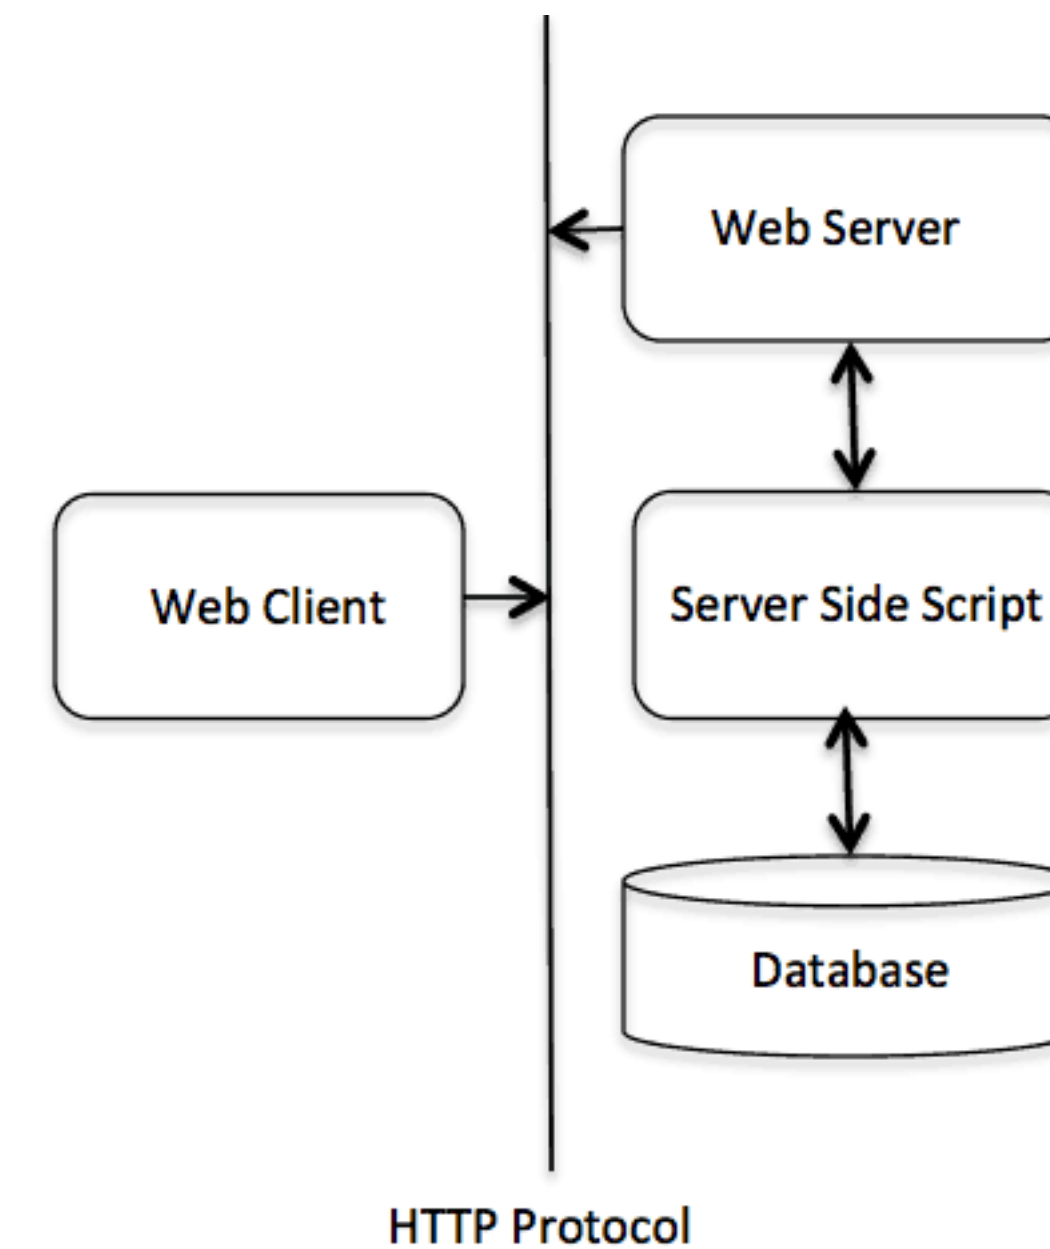 Web Server
Web Client
Server Side Script
Database
HTTP Protocol